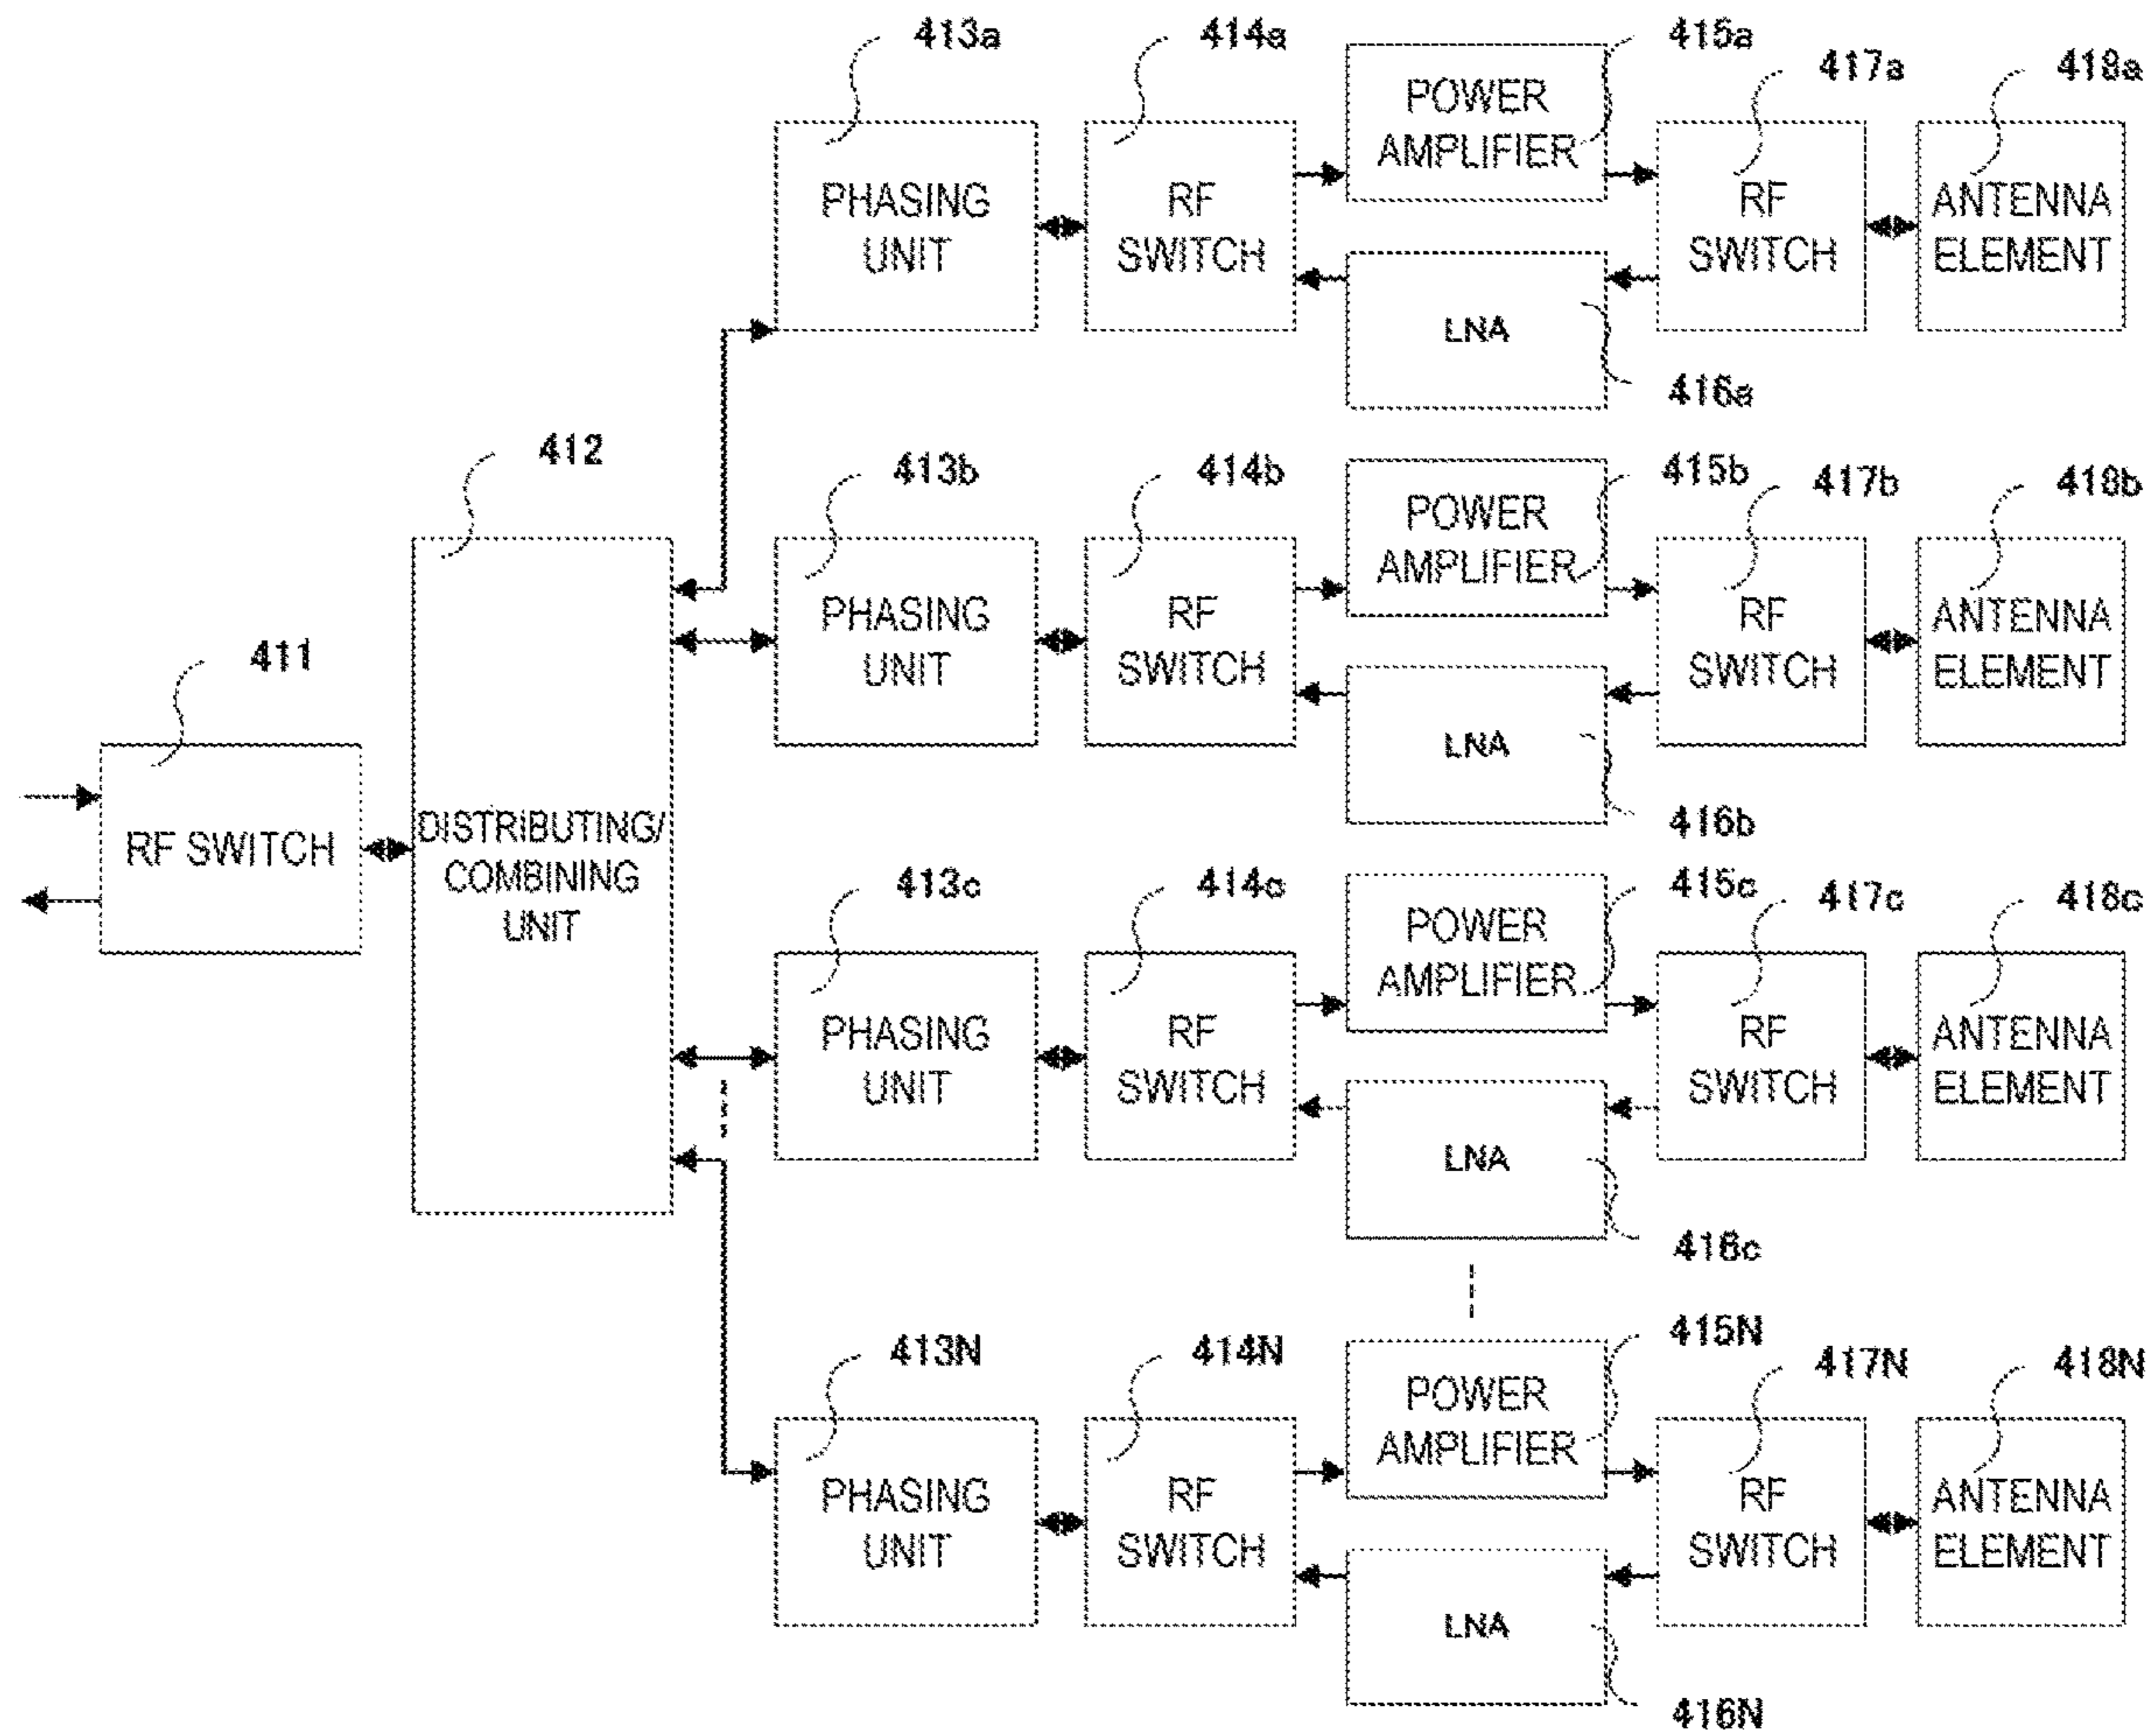 413a
414a
415a
417a
418a
PHASING
UNIT
RF
SWITCH
POWER
AMPLIFIER
LNA
416a
RF
SWITCH
ANTENNA
ELEMENT
412
413b
414b
415b
417b
418b
PHASING
UNIT
RF
SWITCH
POWER
AMPLIFIER
LNA
416b
RF
SWITCH
ANTENNA
ELEMENT
411
RF SWITCH
DISTRIBUTING/
COMBINING
UNIT
413c
414c
415c
417c
418c
PHASING
UNIT
RF
SWITCH
POWER
AMPLIFIER
LNA
416c
RF
SWITCH
ANTENNA
ELEMENT
413N
414N
415N
417N
418N
PHASING
UNIT
RF
SWITCH
POWER
AMPLIFIER
LNA
416N
RF
SWITCH
ANTENNA
ELEMENT